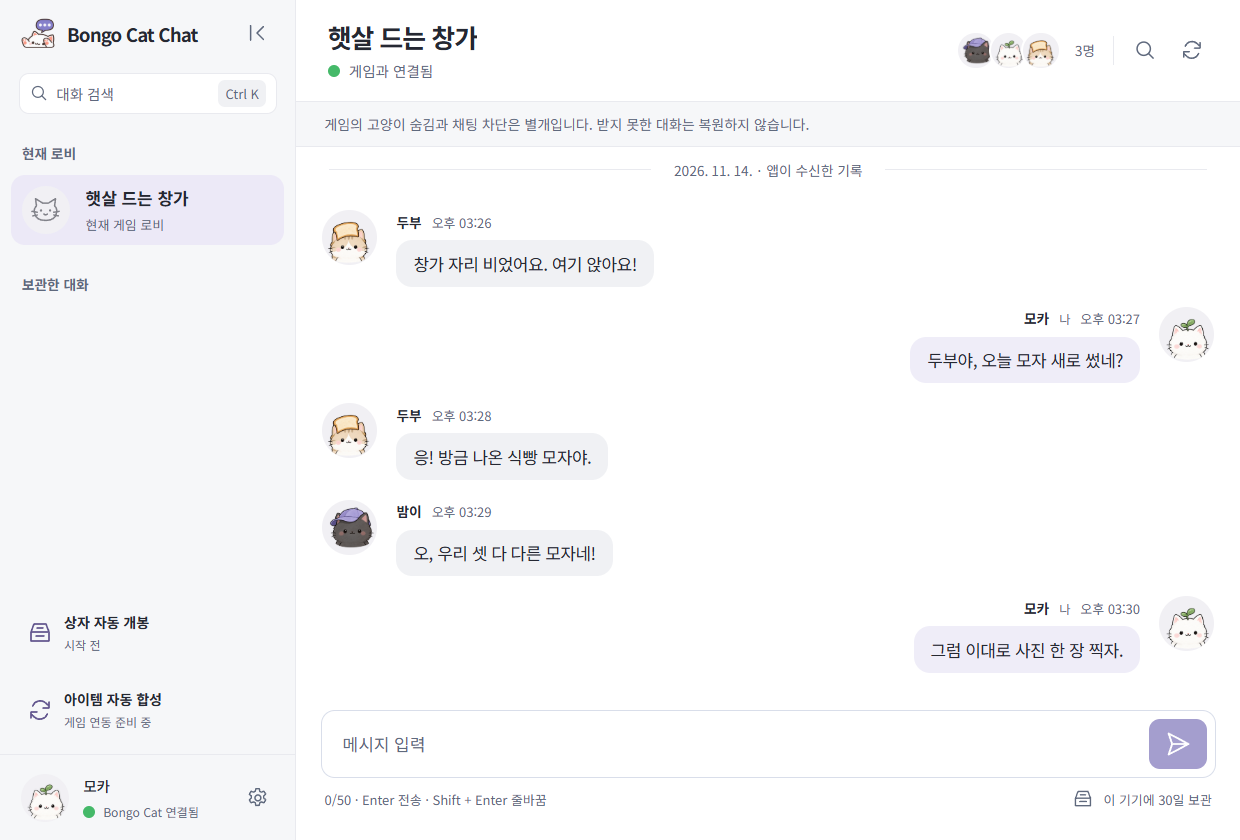 Bongo Cat Chat
대화 검색
Ctrl K
현재 로비
햇살 드는 창가
현재 게임 로비
보관한 대화
상자 자동 개봉
시작 전
아이템 자동 합성
게임 연동 준비 중
모카
Bongo Cat 연결됨
햇살 드는 창가
게임과 연결됨
3명
게임의 고양이 숨김과 채팅 차단은 별개입니다. 받지 못한 대화는 복원하지 않습니다.
2026. 11. 14. · 앱이 수신한 기록
두부 오후 03:26
창가 자리 비었어요. 여기 앉아요!
모카 나 오후 03:27
두부야, 오늘 모자 새로 썼네?
두부 오후 03:28
응! 방금 나온 식빵 모자야.
밤이 오후 03:29
오, 우리 셋 다 다른 모자네!
모카 나 오후 03:30
그럼 이대로 사진 한 장 찍자.
메시지 입력
0/50 · Enter 전송 · Shift + Enter 줄바꿈
이 기기에 30일 보관